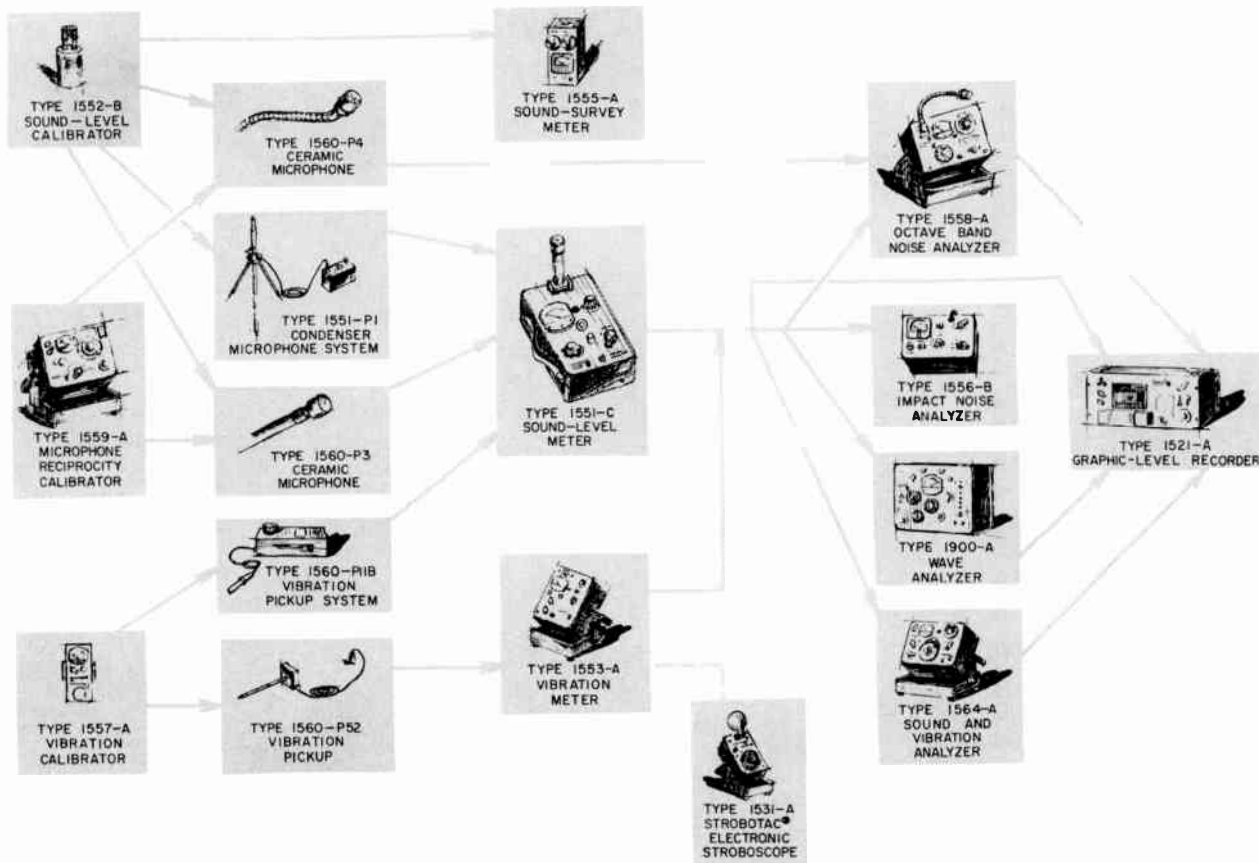 TYPE 1552-B
SOUND-LEVEL
CALIBRATOR
TYPE 1555-A
SOUND-SURVEY
METER
TYPE 1560-P4
CERAMIC
MICROPHONE
TYPE 1558-A
OCTAVE BAND
NOISE ANALYZER
TYPE 1551-P1
CONDENSER
MICROPHONE SYSTEM
TYPE 1559-A
MICROPHONE
RECIPROCITY
CALIBRATOR
TYPE 1551-C
SOUND-LEVEL
METER
TYPE 1556-B
IMPACT NOISE
ANALYZ
TYPE 1521-A
GRAPHIC-LEVEL RECORDER
TYPE 1560-P3
CERAMIC
MICROPHONE
TYPE 1900-A
WAVE
ANALYZER
TYPE 1560-P11B
VIBRATION
PICKUP SYSTEM
TYPE 1557-A
VIBRATION
CALIBRATOR
TYPE 1560-P52
VIBRATION
PICKUP
TYPE 1553-A
VIBRATION
METER
TYPE 1564-A
SOUND AND
VIBRATION
ANALYZER
TYPE 1531-A
STROBOTAC®
ELECTRONIC
STROBOSCOPE